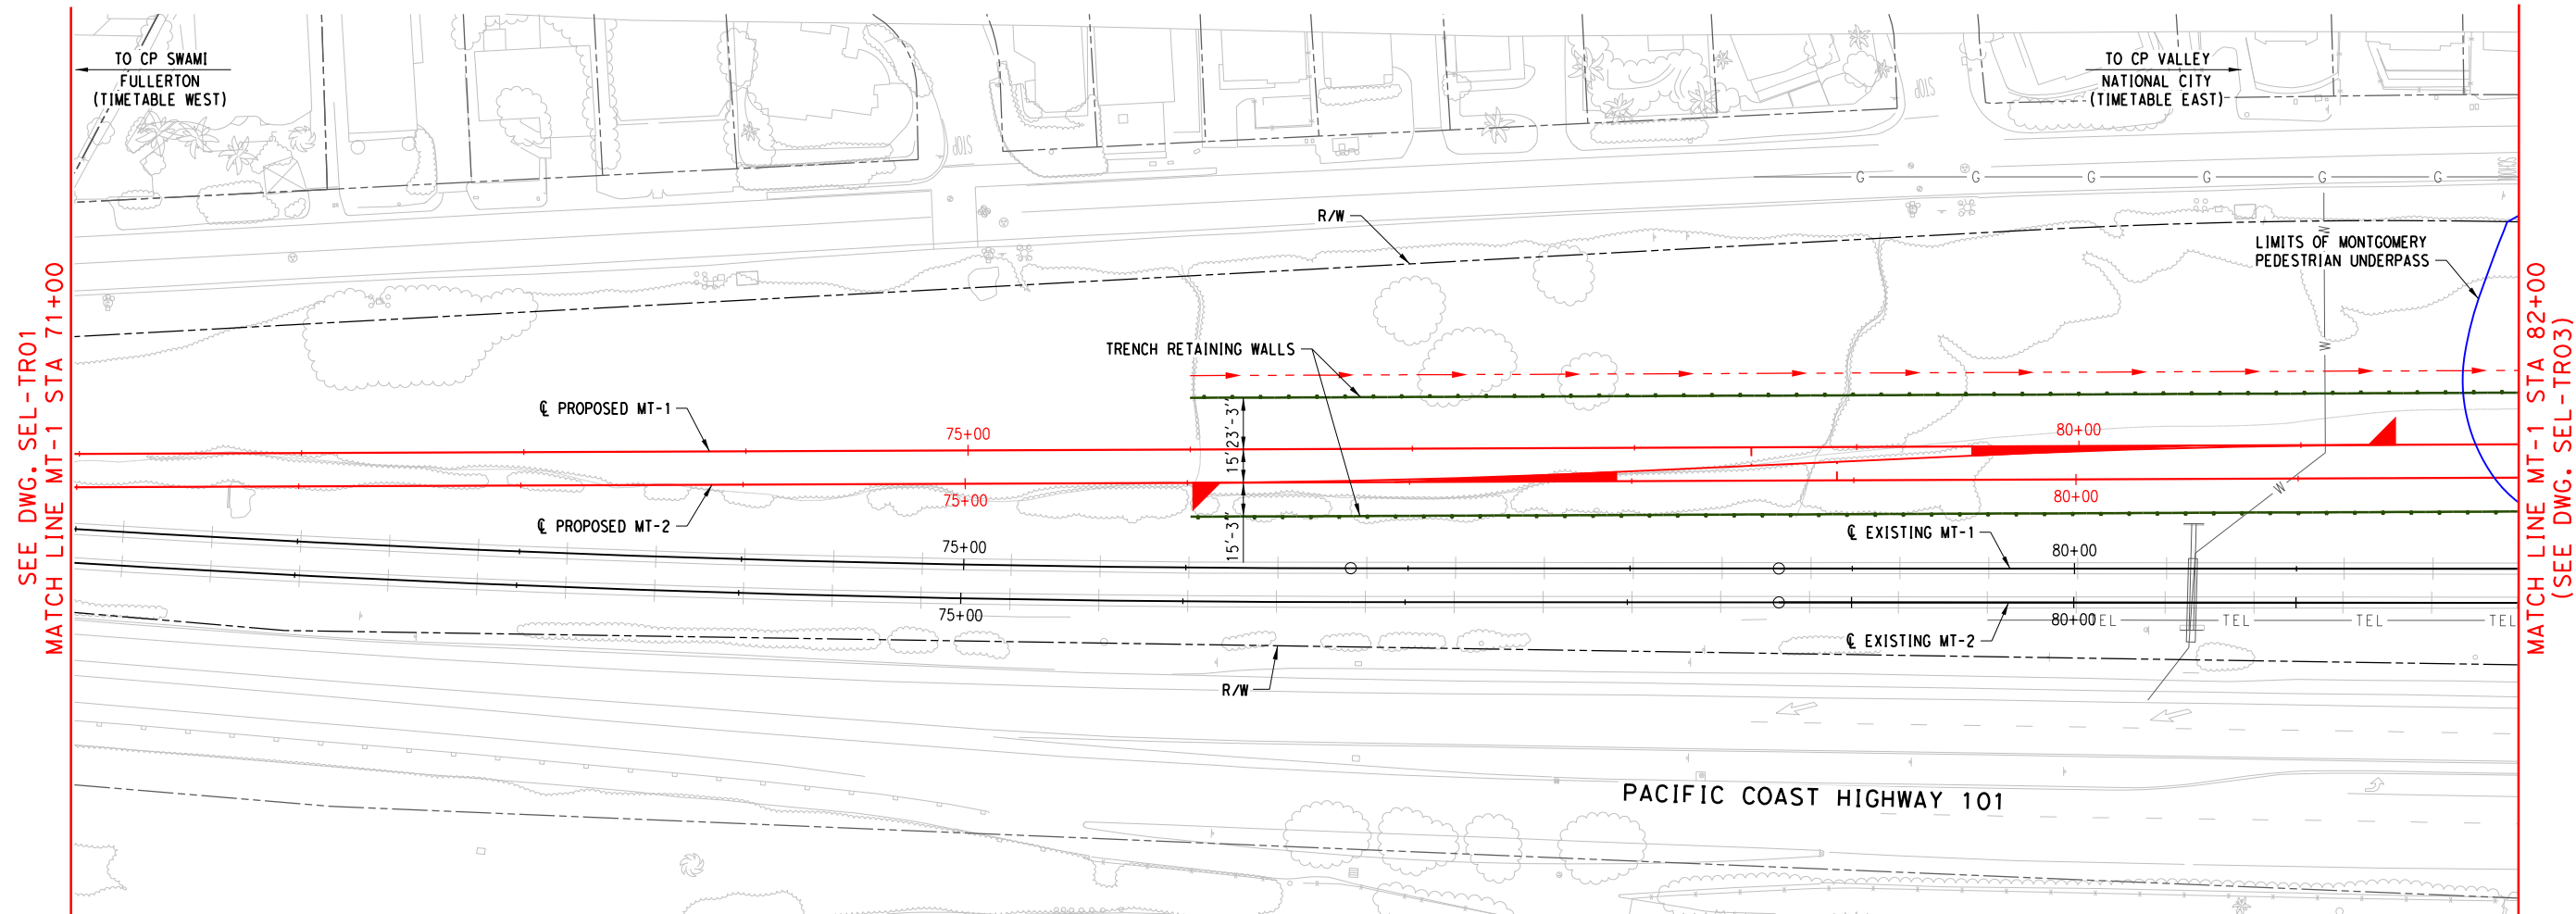 TO CP SWAMI
FULLERTON
(TIMETABLE WEST)
TO CP VALLEY
NATIONAL CITY
(TIMETABLE EAST)
STOP
STOP
G G G G G G
R/W
W
LIMITS OF MONTGOMERY
PEDESTRIAN UNDERPASS
W
TRENCH RETAINING WALLS
SEE DWG. SEL-TR01
MATCH LINE MT-1 STA 71+00
MATCH LINE MT-1 STA 82+00
(SEE DWG. SEL-TR03)
℄ PROPOSED MT-1
75+00
23'-3"
80+00
15'
75+00
80+00
W
℄ PROPOSED MT-2
15'-3"
℄ EXISTING MT-1
75+00
80+00
75+00
80+00
TEL TEL TEL TEL
℄ EXISTING MT-2
R/W
PACIFIC COAST HIGHWAY 101